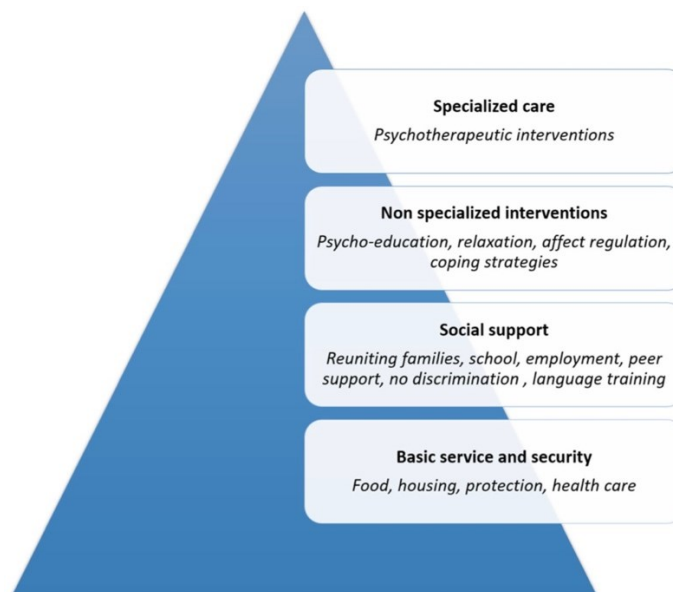 Specialized care
Psychotherapeutic interventions
Non specialized interventions
Psycho-education, relaxation, affect regulation,
coping strategies
Social support
Reuniting families, school, employment, peer
support, no discrimination , language training
Basic service and security
Food, housing, protection, health care